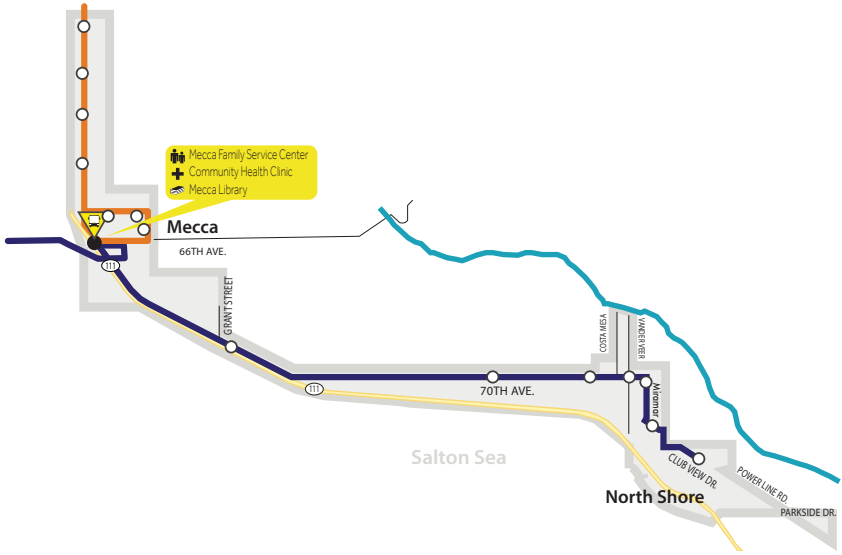 Mecca Family Service Center
Community Health Clinic
Mecca Library
Mecca
66TH AVE.
111
GRANT STREET
COSTA MESA
VANDER VEER
111
70TH AVE.
Miramar
Salton Sea
CLUB VIEW DR.
POWER LINE RD.
North Shore
PARKSIDE DR.